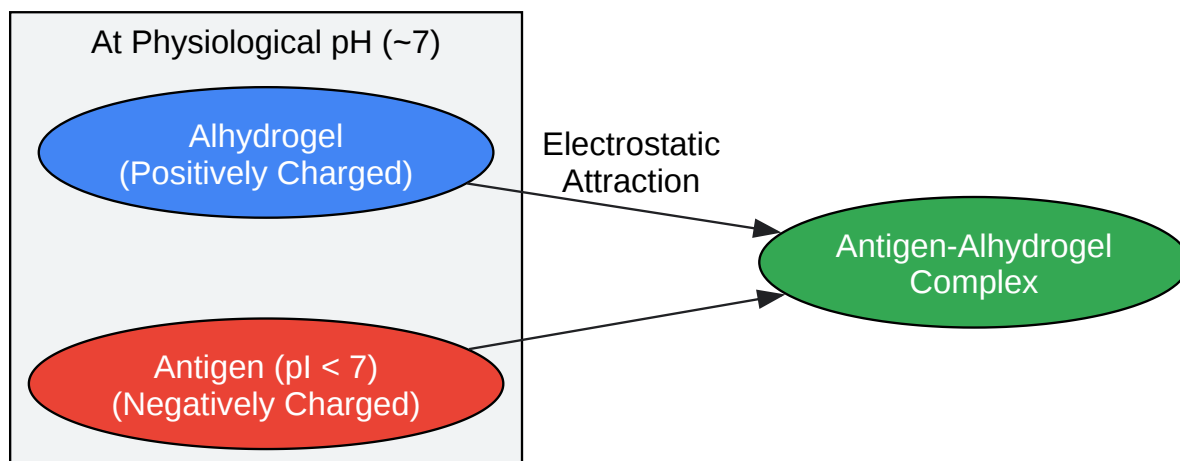 At Physiological pH (~7)
Alhydrogel
(Positively Charged)
Electrostatic
Attraction
Antigen-Alhydrogel
Complex
Antigen (pI < 7)
(Negatively Charged)